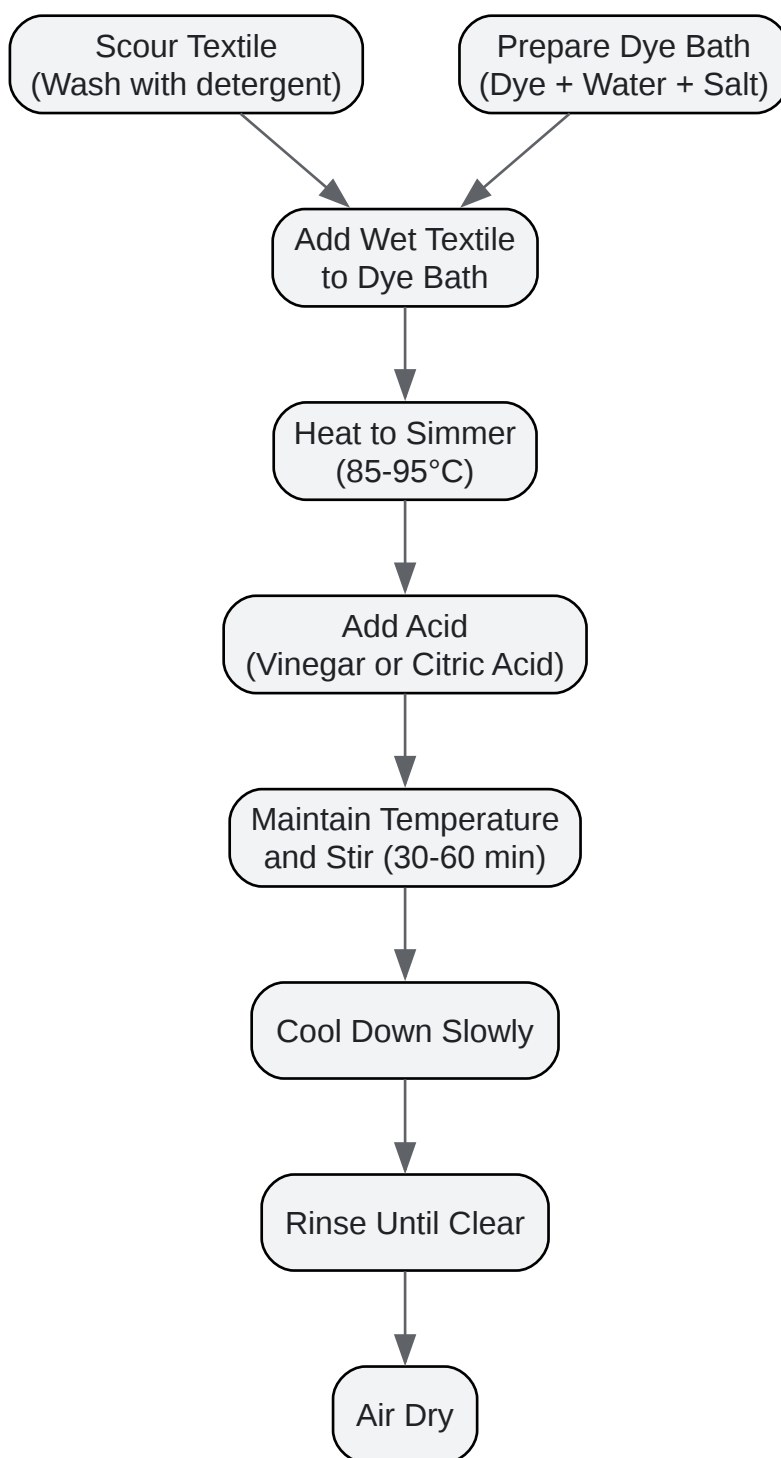 Scour Textile
(Wash with detergent)
Prepare Dye Bath
(Dye + Water + Salt)
Add Wet Textile
to Dye Bath
Heat to Simmer
(85-95°C)
Add Acid
(Vinegar or Citric Acid)
Maintain Temperature
and Stir (30-60 min)
Cool Down Slowly
Rinse Until Clear
Air Dry